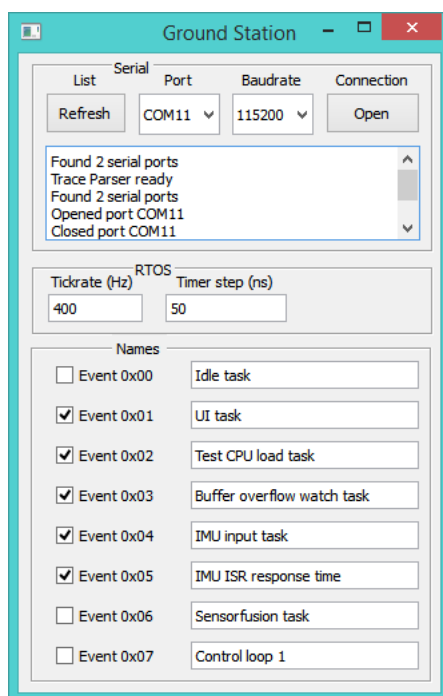 Ground Station
Serial
List Port Baudrate Connection
Refresh COM11 115200 Open
Found 2 serial ports
Trace Parser ready
Found 2 serial ports
Opened port COM11
Closed port COM11
RTOS
Tickrate (Hz) Timer step (ns)
400 50
Names
Event 0x00 Idle task
Event 0x01 UI task
Event 0x02 Test CPU load task
Event 0x03 Buffer overflow watch task
Event 0x04 IMU input task
Event 0x05 IMU ISR response time
Event 0x06 Sensorfusion task
Event 0x07 Control loop 1